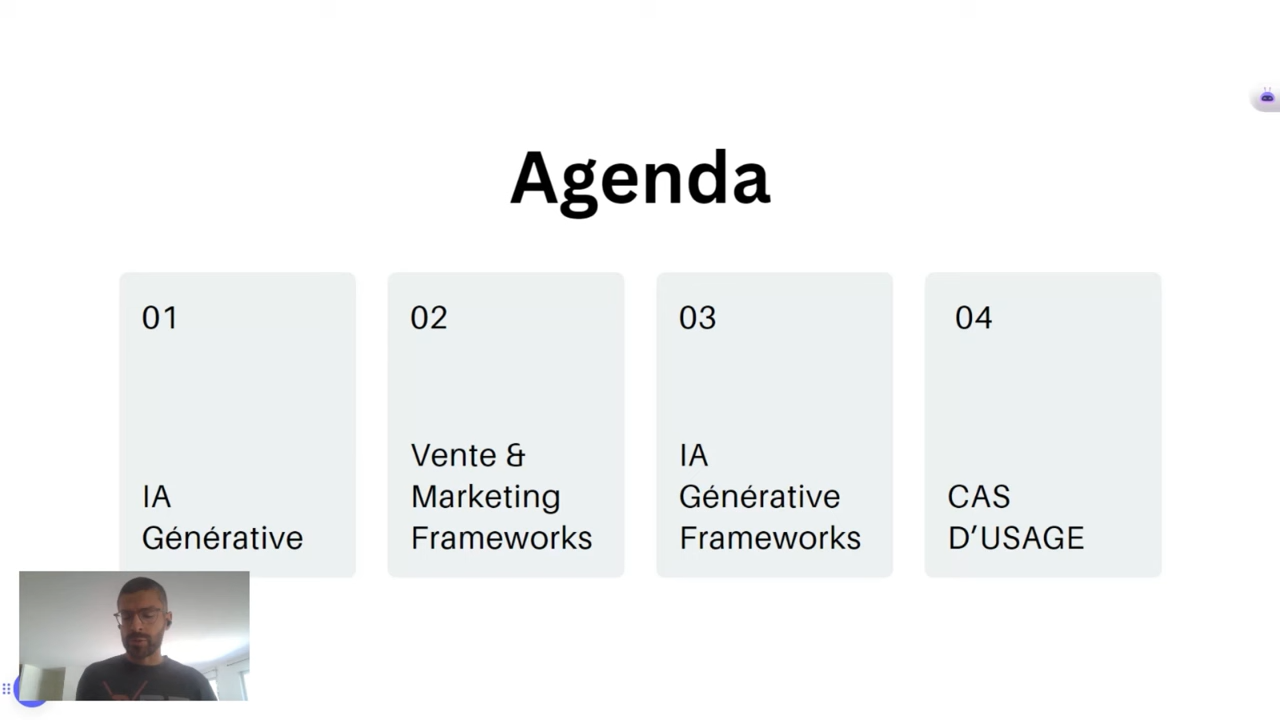 Agenda
01
IA
Générative
02
Vente &
Marketing
Frameworks
03
IA
Générative
Frameworks
04
CAS
D’USAGE